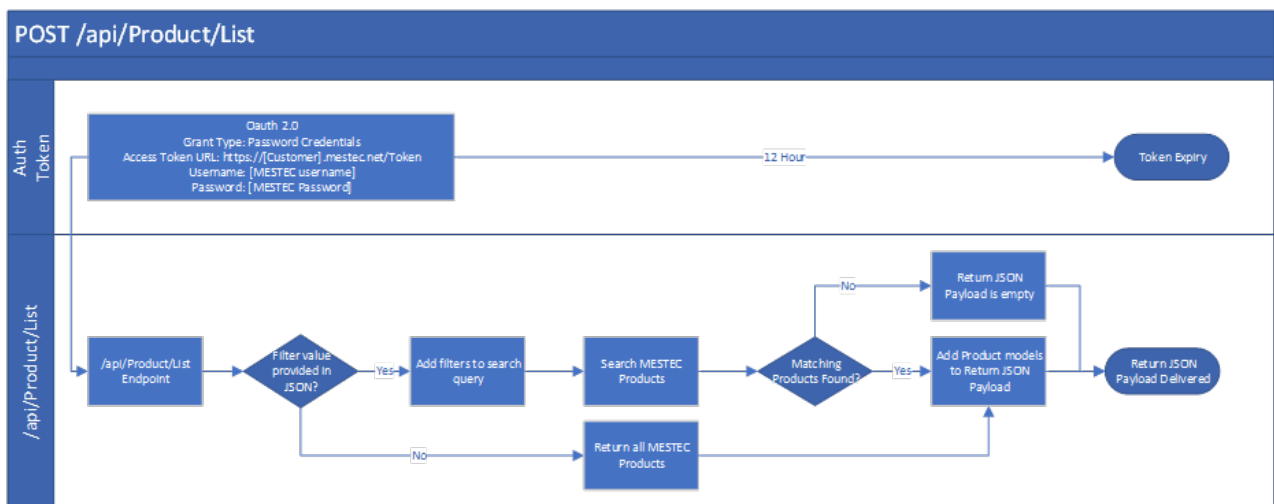 POST /api/Product/List
Auth
Token
Oauth 2.0
Grant Type: Password Credentials
Access Token URL: https://[Customer].mestec.net/Token
Username: [MESTEC username]
Password: [MESTEC Password]
12 Hour
Token Expiry
/api/Product/List
/api/Product/List
Endpoint
Filter value
provided in
JSON?
Yes
Add filters to search
query
Search MESTEC
Products
Matching
Products Found?
No
Return JSON
Payload is empty
Yes
Add Product models
to Return JSON
Payload
Return JSON
Payload Delivered
No
Return all MESTEC
Products